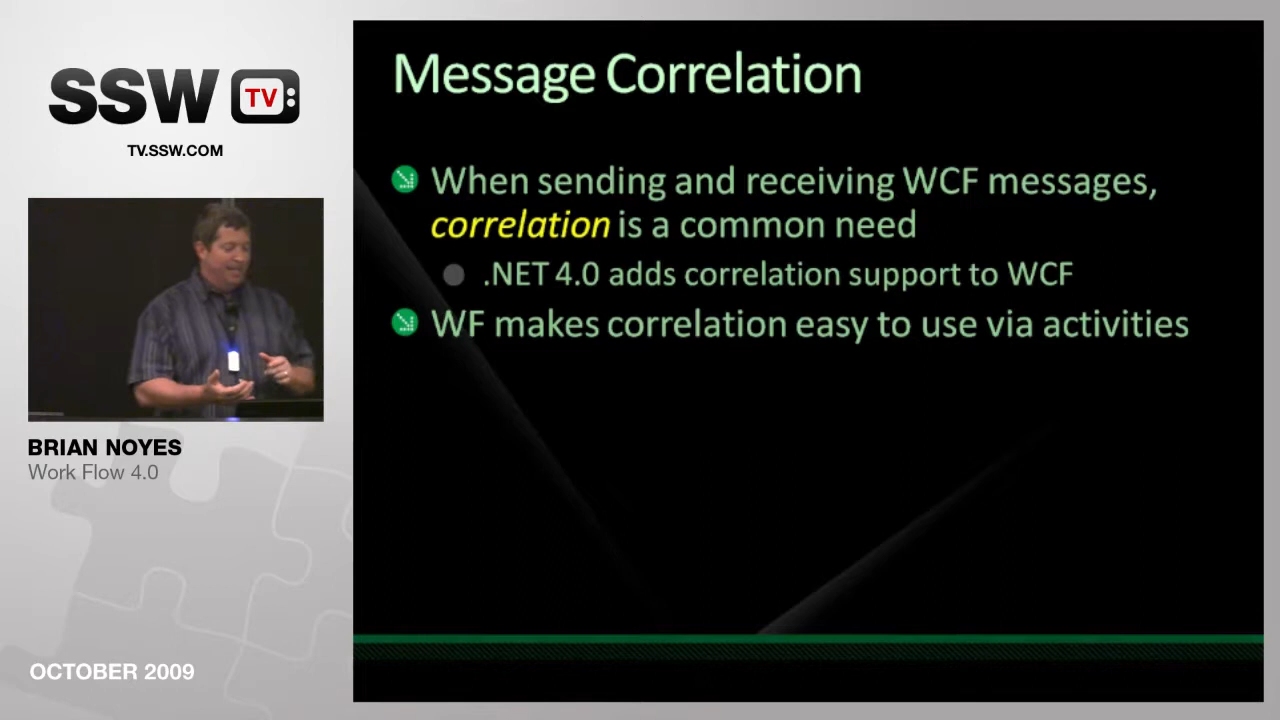 SSW TV
TV.SSW.COM
BRIAN NOYES
Work Flow 4.0
OCTOBER 2009
Message Correlation
When sending and receiving WCF messages,
correlation is a common need
.NET 4.0 adds correlation support to WCF
WF makes correlation easy to use via activities